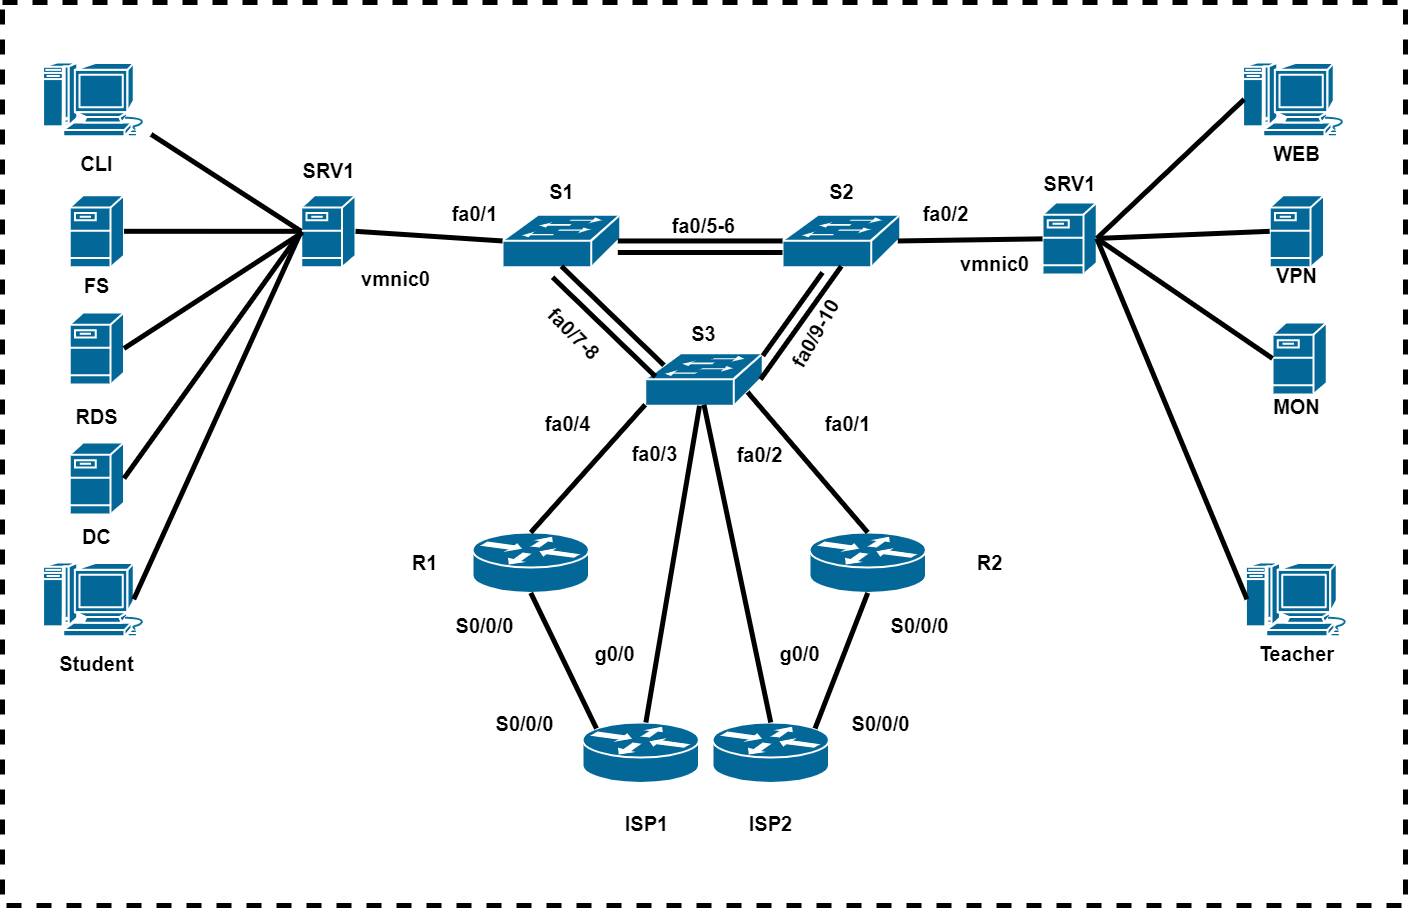 CLI
WEB
SRV1
SRV1
S1
S2
fa0/1
fa0/5-6
fa0/2
vmnic0
vmnic0
FS
VPN
fa0/7-8
S3
fa0/9-10
RDS
MON
fa0/4
fa0/3
fa0/2
fa0/1
DC
R1
R2
S0/0/0
S0/0/0
g0/0
g0/0
Student
Teacher
S0/0/0
S0/0/0
ISP1
ISP2